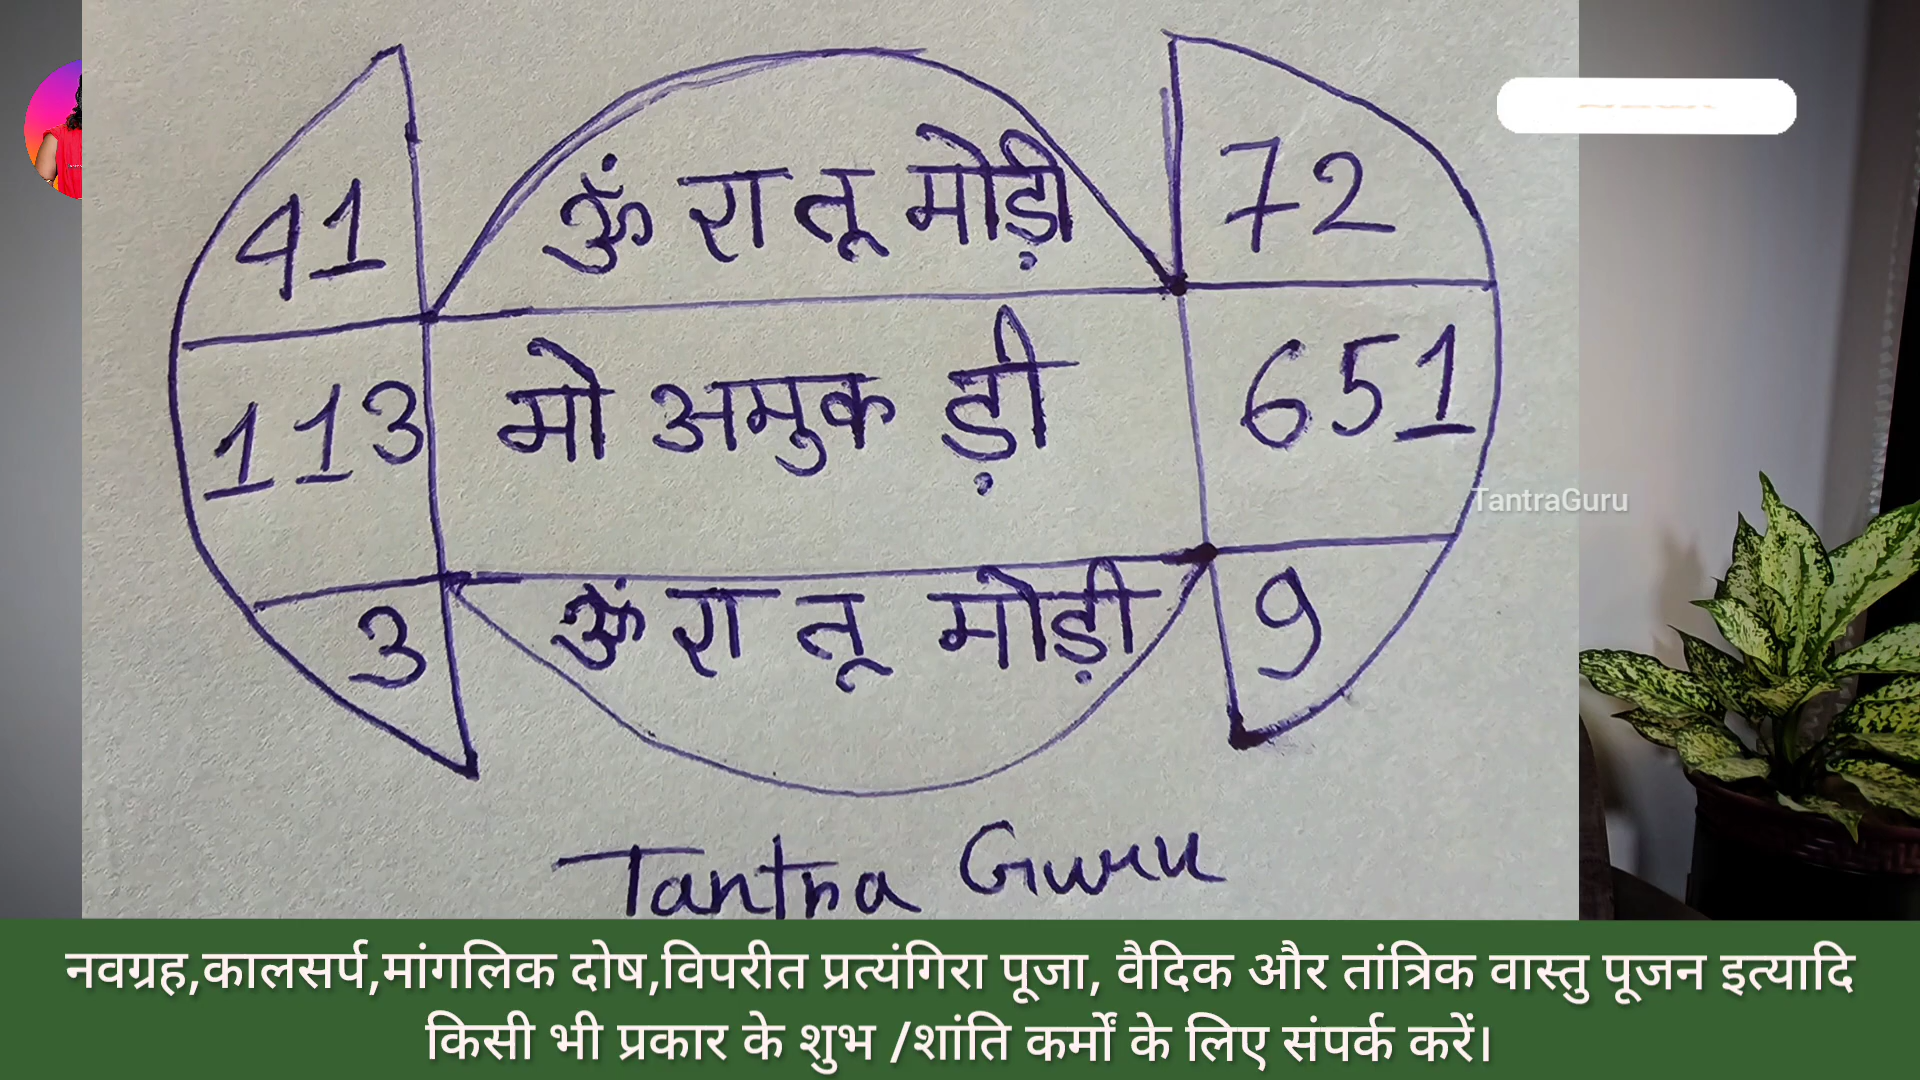 41 ॐ रा तू मोड़ी 72
113 मो अमुक ड़ी 651
3 ॐ रा तू मोड़ी 9
TantraGuru
Tantra Guru
नवग्रह,कालसर्प,मांगलिक दोष,विपरीत प्रत्यंगिरा पूजा, वैदिक और तांत्रिक वास्तु पूजन इत्यादि
किसी भी प्रकार के शुभ /शांति कर्मों के लिए संपर्क करें।